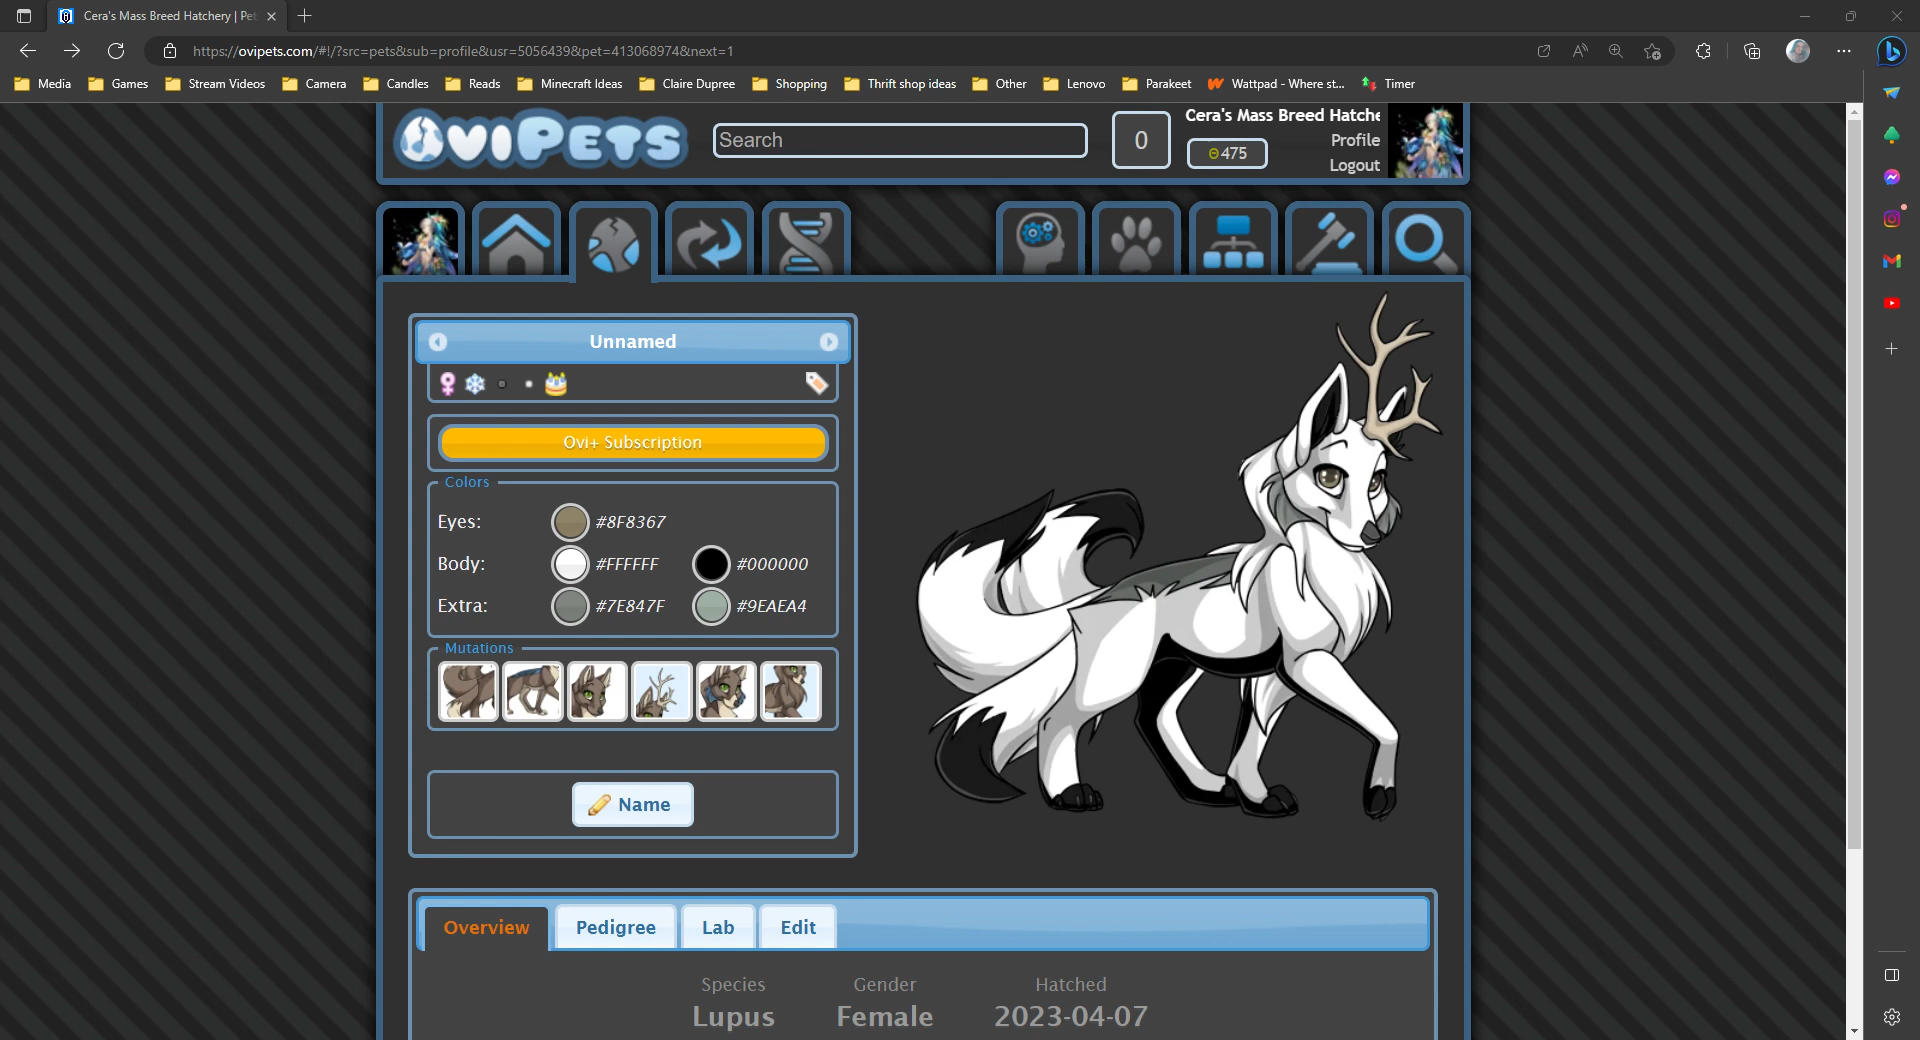 Cera's Mass Breed Hatchery | Pet
https://ovipets.com/#!/?src=pets&sub=profile&usr=5056439&pet=413068974&next=1
Media Games Stream Videos Camera Candles Reads Minecraft Ideas Claire Dupree Shopping Thrift shop ideas Other Lenovo Parakeet Wattpad - Where st... Timer
OviPets
Search
0
Cera's Mass Breed Hatche
475
Profile
Logout
Unnamed
Ovi+ Subscription
Colors
Eyes: #8F8367
Body: #FFFFFF #000000
Extra: #7E847F #9EAEA4
Mutations
Name
Overview Pedigree Lab Edit
Species Gender Hatched
Lupus Female 2023-04-07